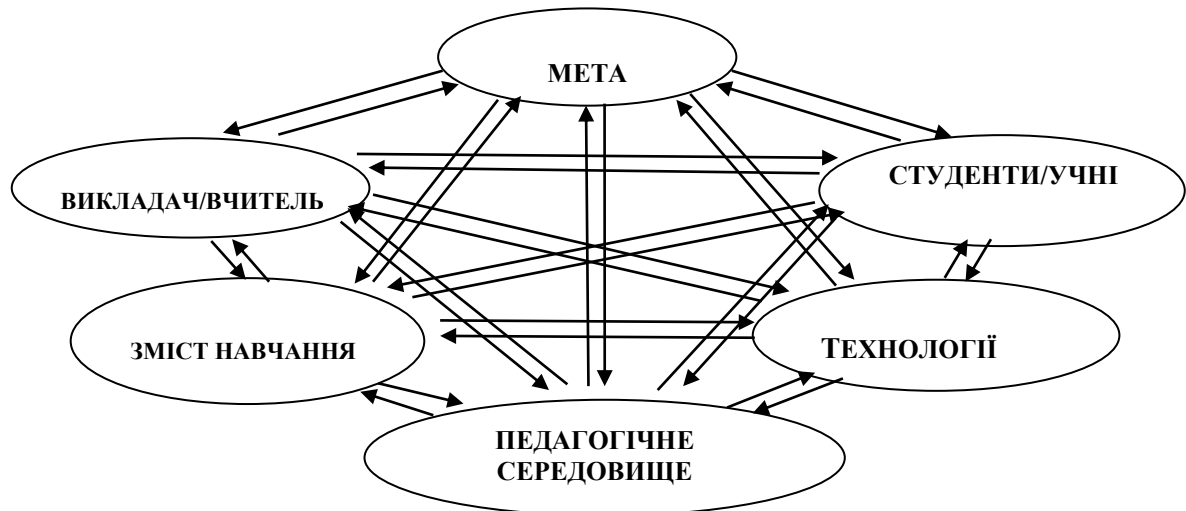 МЕТА
СТУДЕНТИ/УЧНІ
ВИКЛАДАЧ/ВЧИТЕЛЬ
ЗМІСТ НАВЧАННЯ
ТЕХНОЛОГІЇ
ПЕДАГОГІЧНЕ
СЕРЕДОВИЩЕ